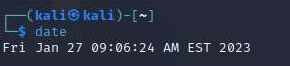 ┌──(kali㉿kali)-[~]
└─$ date
Fri Jan 27 09:06:24 AM EST 2023